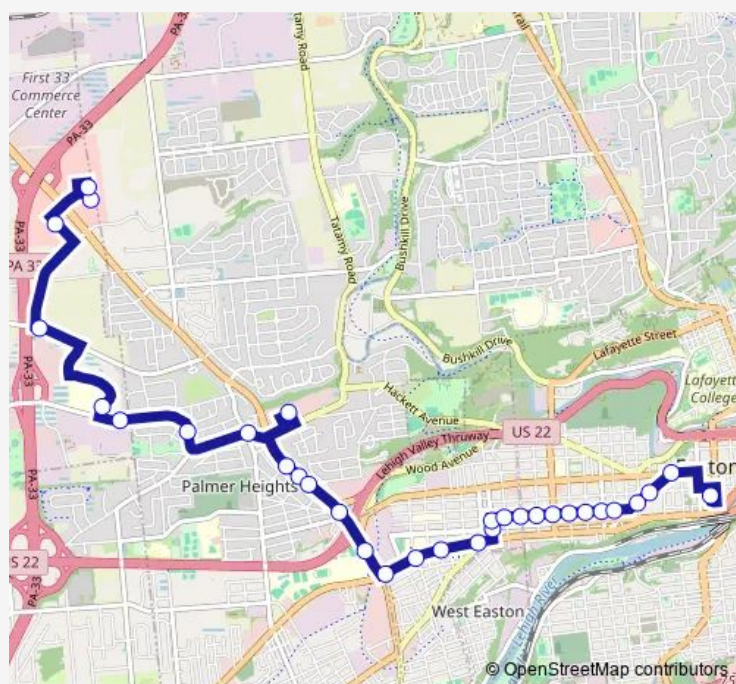 First 33
Commerce
Center
PA-33
Tatamy Road
PA-33
Tatamy Road
Bushkill Drive
PA-33
Bushkill Drive
Lafayette Street
Hackett Avenue
Lafayette
College
US 22
Lehigh Valley Thruway
Wood Avenue
PA-33
Palmer Heights
West Easton
Lehigh River
© OpenStreetMap contributors